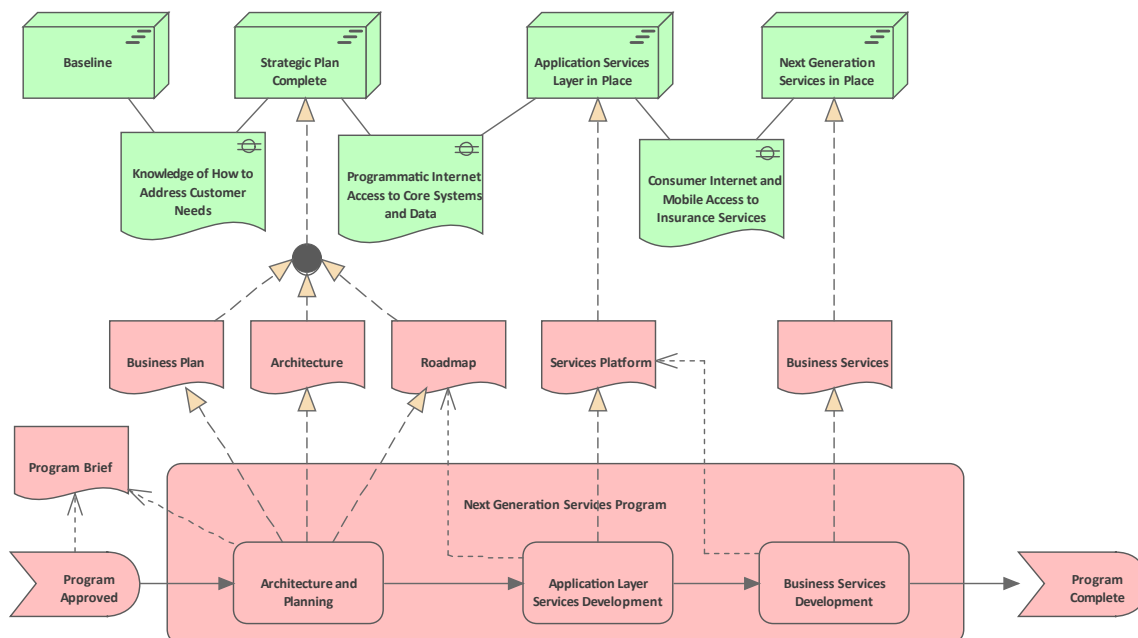 Baseline
Strategic Plan
Complete
Application Services
Layer in Place
Next Generation
Services in Place
Knowledge of How to
Address Customer
Needs
Programmatic Internet
Access to Core Systems
and Data
Consumer Internet and
Mobile Access to
Insurance Services
Business Plan
Architecture
Roadmap
Services Platform
Business Services
Program Brief
Next Generation Services Program
Program
Approved
Architecture and
Planning
Application Layer
Services Development
Business Services
Development
Program
Complete